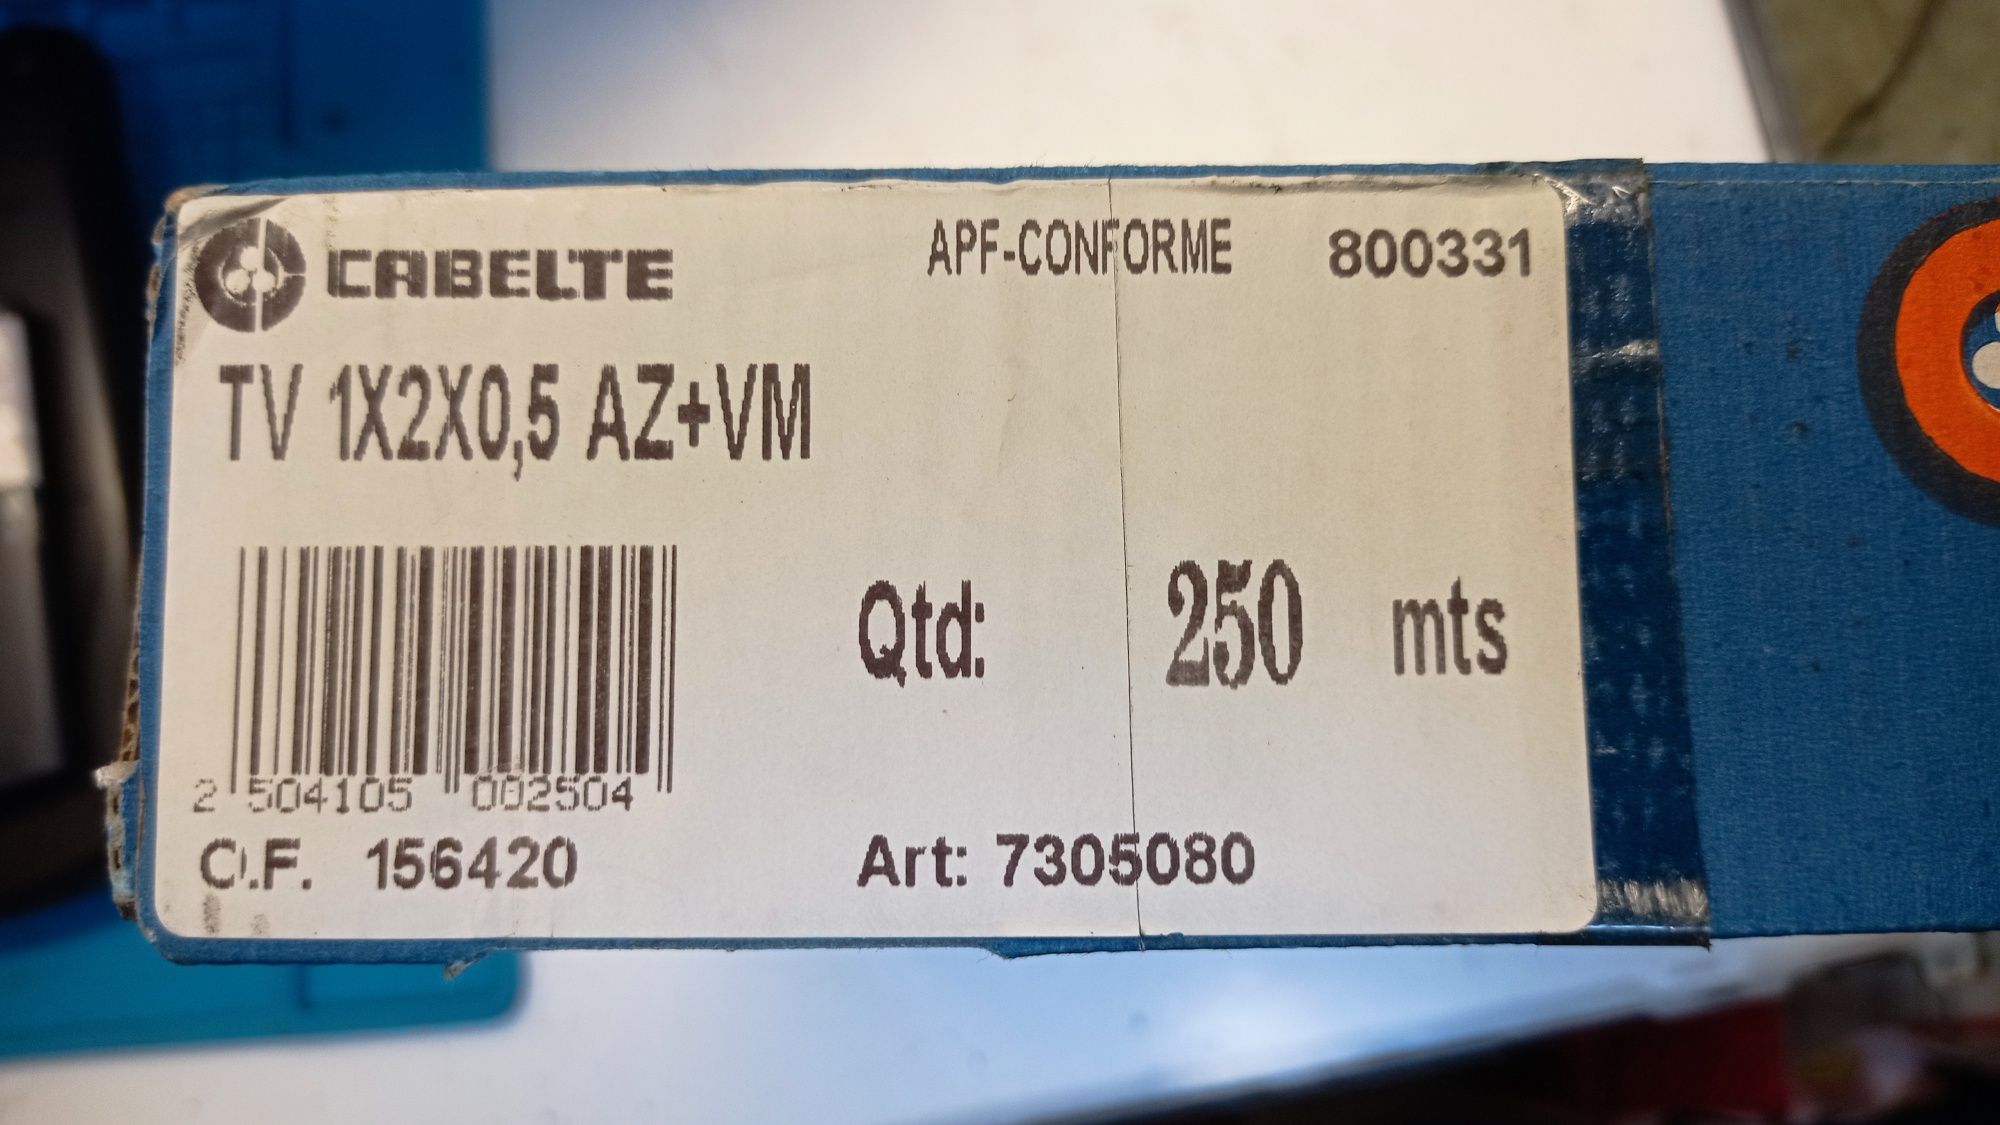 CABELTE APF-CONFORME 800331
TV 1X2X0,5 AZ+VM
Qtd: 250 mts
2 504105 002504
O.F. 156420 Art: 7305080